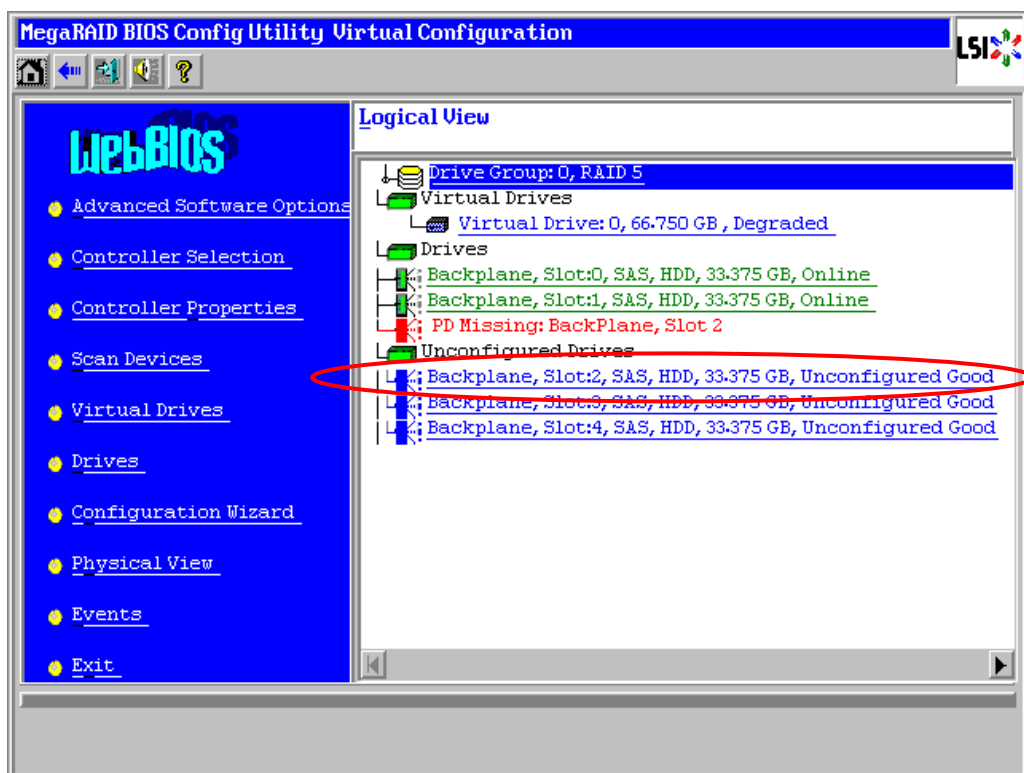 MegaRAID BIOS Config Utility Virtual Configuration
LSI
WebBIOS
Advanced Software Options
Controller Selection
Controller Properties
Scan Devices
Virtual Drives
Drives
Configuration Wizard
Physical View
Events
Exit
Logical View
Drive Group: 0, RAID 5
Virtual Drives
Virtual Drive: 0, 66.750 GB , Degraded
Drives
Backplane, Slot:0, SAS, HDD, 33.375 GB, Online
Backplane, Slot:1, SAS, HDD, 33.375 GB, Online
PD Missing: BackPlane, Slot 2
Unconfigured Drives
Backplane, Slot:2, SAS, HDD, 33.375 GB, Unconfigured Good
Backplane, Slot:3, SAS, HDD, 33.375 GB, Unconfigured Good
Backplane, Slot:4, SAS, HDD, 33.375 GB, Unconfigured Good